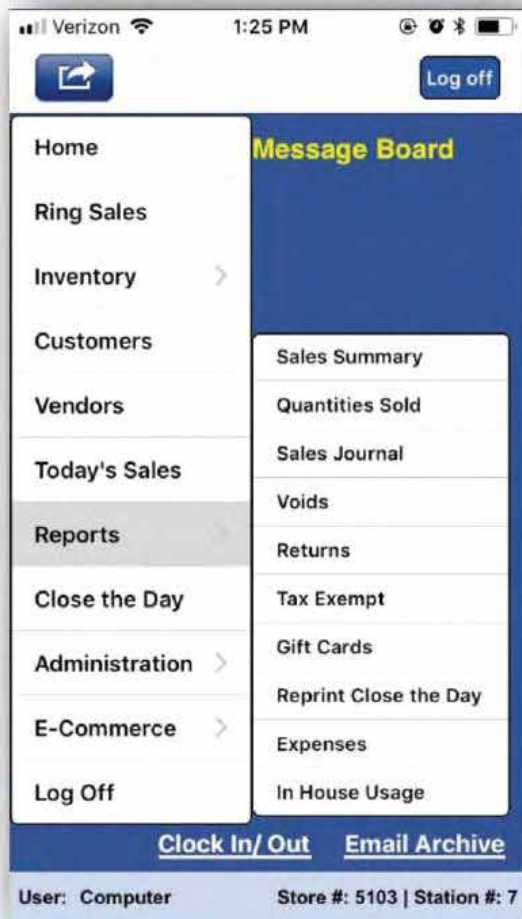 Verizon 1:25 PM
Log off
Message Board
Home
Ring Sales
Inventory
Customers
Vendors
Today's Sales
Reports
Close the Day
Administration
E-Commerce
Log Off
Sales Summary
Quantities Sold
Sales Journal
Voids
Returns
Tax Exempt
Gift Cards
Reprint Close the Day
Expenses
In House Usage
Clock In/ Out Email Archive
User: Computer Store #: 5103 | Station #: 7